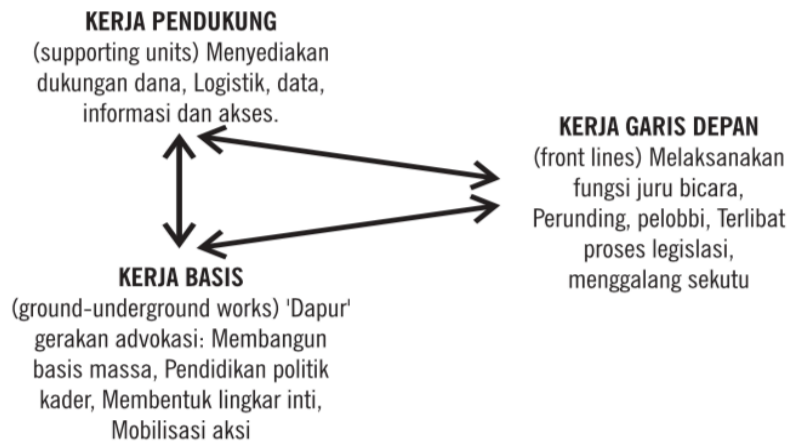 KERJA PENDUKUNG
(supporting units) Menyediakan
dukungan dana, Logistik, data,
informasi dan akses.
KERJA GARIS DEPAN
(front lines) Melaksanakan
fungsi juru bicara,
Perunding, pelobbi, Terlibat
proses legislasi,
menggalang sekutu
KERJA BASIS
(ground-underground works) 'Dapur'
gerakan advokasi: Membangun
basis massa, Pendidikan politik
kader, Membentuk lingkar inti,
Mobilisasi aksi